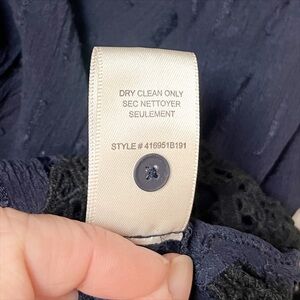 DRY CLEAN ONLY
SEC NETTOYER
SEULEMENT
STYLE # 416951B191